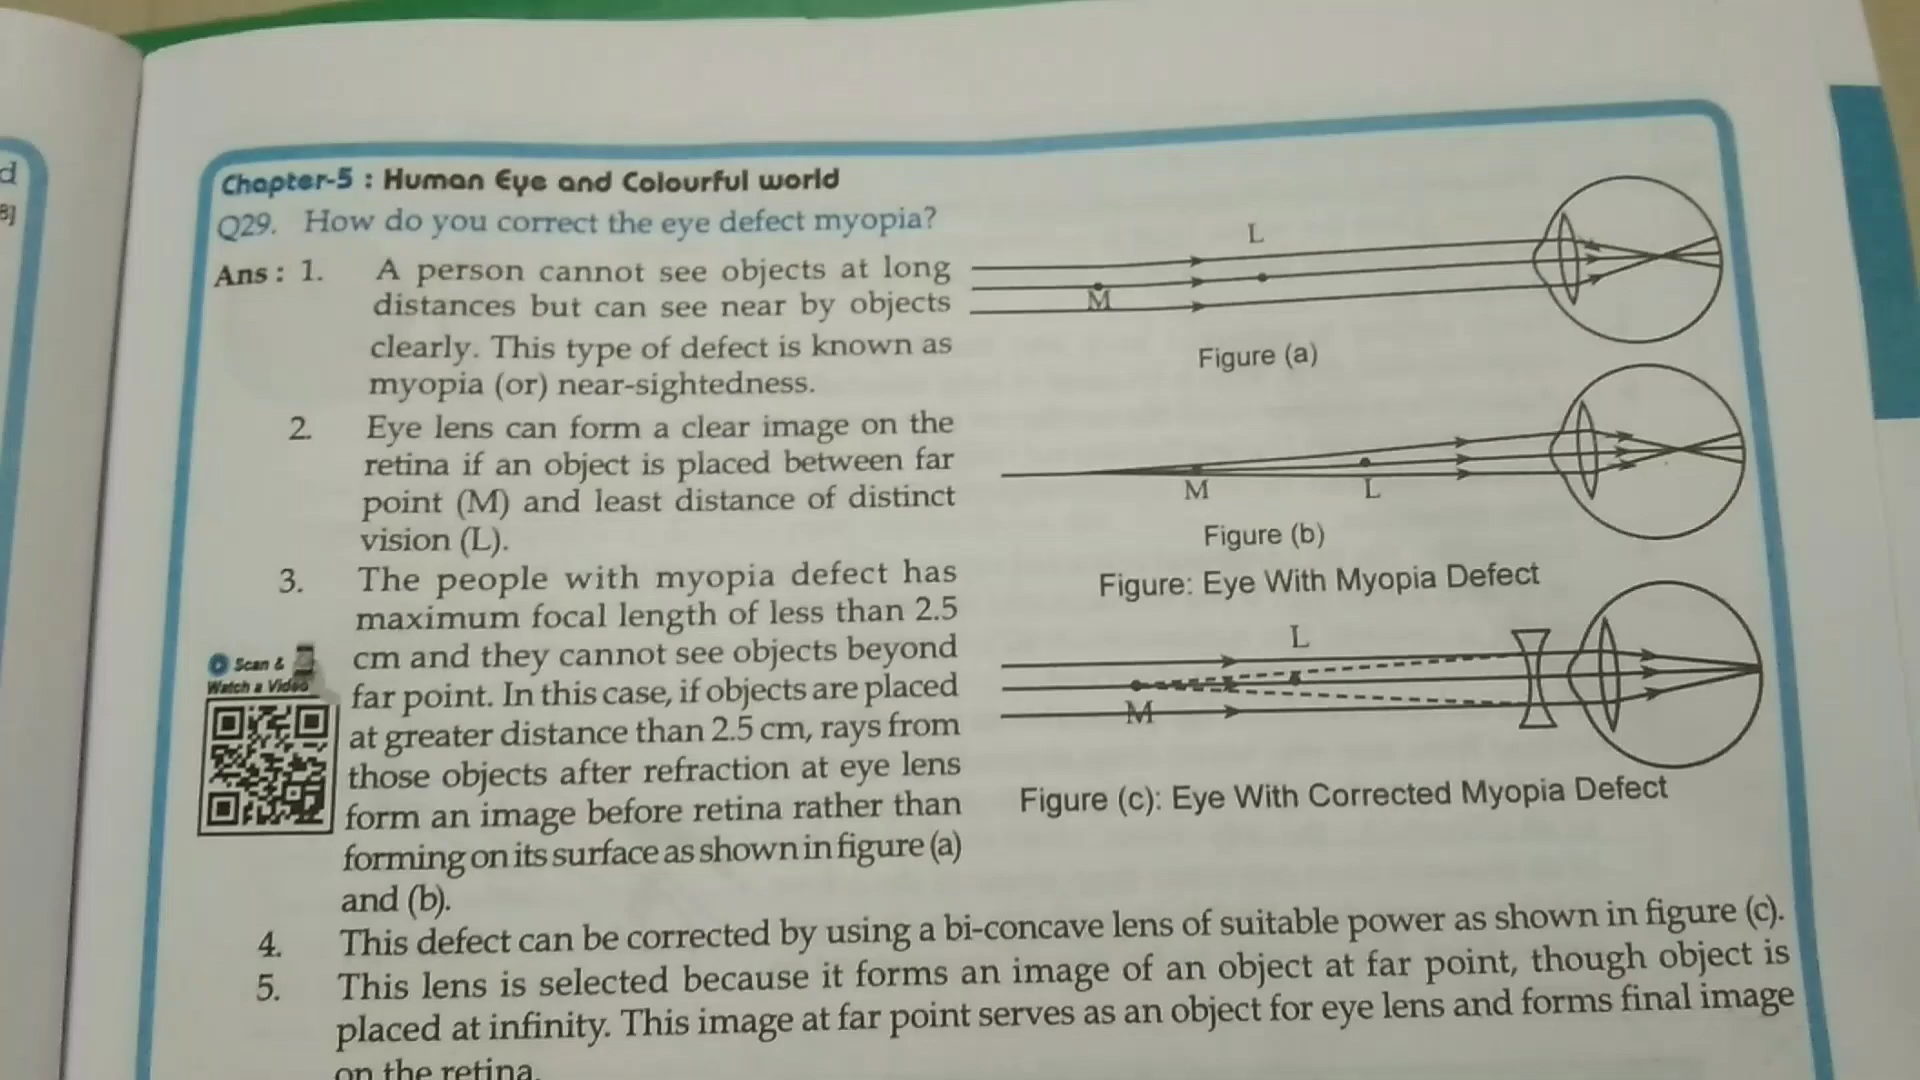 d
8]
Chapter-5 : Human Eye and Colourful world
Q29. How do you correct the eye defect myopia?
Ans : 1. A person cannot see objects at long
distances but can see near by objects
clearly. This type of defect is known as
myopia (or) near-sightedness.
2. Eye lens can form a clear image on the
retina if an object is placed between far
point (M) and least distance of distinct
vision (L).
3. The people with myopia defect has
maximum focal length of less than 2.5
cm and they cannot see objects beyond
far point. In this case, if objects are placed
at greater distance than 2.5 cm, rays from
those objects after refraction at eye lens
form an image before retina rather than
forming on its surface as shown in figure (a)
and (b).
Scan &
Watch a Video
L
M
Figure (a)
M
L
Figure (b)
Figure: Eye With Myopia Defect
L
M
Figure (c): Eye With Corrected Myopia Defect
4. This defect can be corrected by using a bi-concave lens of suitable power as shown in figure (c).
5. This lens is selected because it forms an image of an object at far point, though object is
placed at infinity. This image at far point serves as an object for eye lens and forms final image
on the retina.